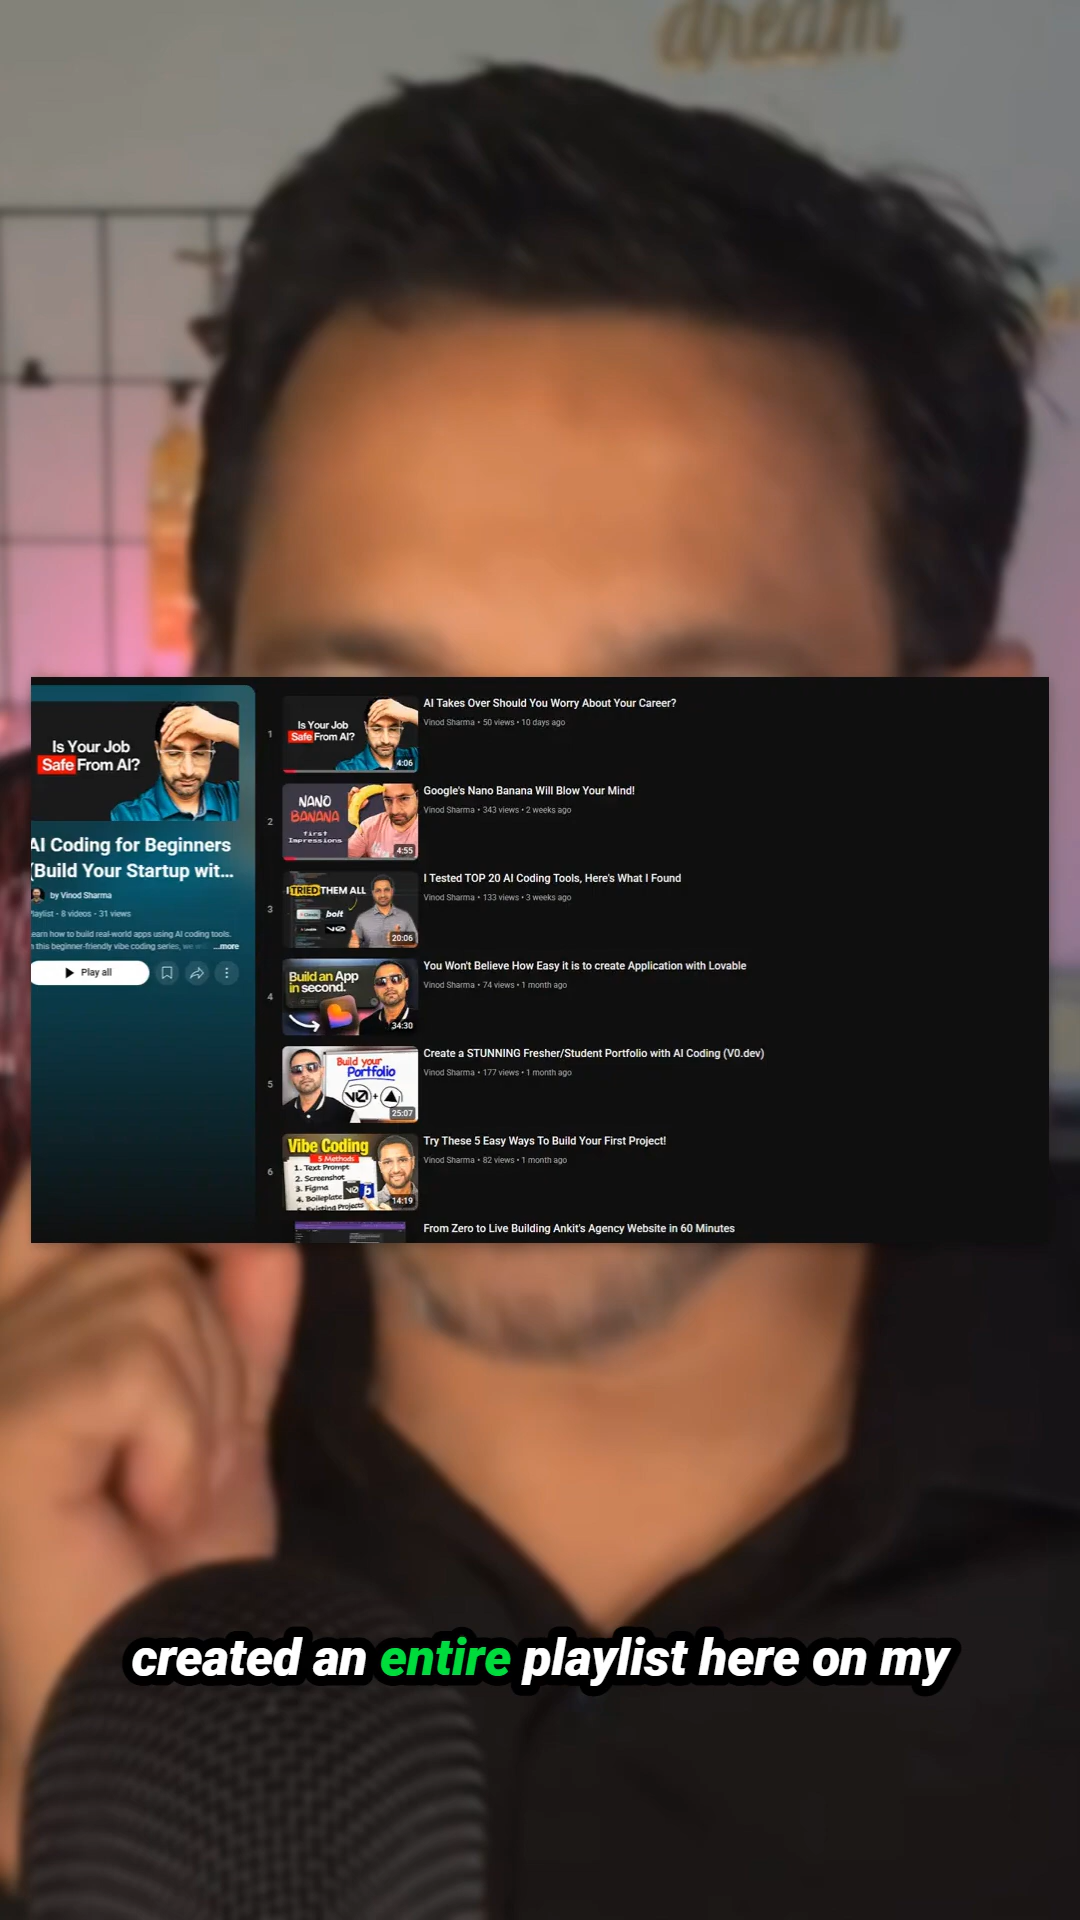 dream
Is Your Job
Safe From AI?
AI Coding for Beginners
(Build Your Startup wit...
by Vinod Sharma
Playlist • 8 videos • 31 views
Learn how to build real-world apps using AI coding tools.
this beginner-friendly vibe coding series, we
...more
Play all
1
Is Your Job
Safe From AI?
4:06
AI Takes Over Should You Worry About Your Career?
Vinod Sharma • 50 views • 10 days ago
2
NANO
BANANA
first
Impressions
4:55
Google's Nano Banana Will Blow Your Mind!
Vinod Sharma • 343 views • 2 weeks ago
3
I TRIED THEM ALL
bolt
20:06
I Tested TOP 20 AI Coding Tools, Here's What I Found
Vinod Sharma • 133 views • 3 weeks ago
4
Build an App
in second.
34:30
You Won't Believe How Easy it is to create Application with Lovable
Vinod Sharma • 74 views • 1 month ago
5
Build your
Portfolio
v0 +
25:07
Create a STUNNING Fresher/Student Portfolio with AI Coding (V0.dev)
Vinod Sharma • 177 views • 1 month ago
6
Vibe Coding
5 Methods
1. Text Prompt
2. Screenshot
3. Figma
4. Boileplate
5. Existing Projects
14:19
Try These 5 Easy Ways To Build Your First Project!
Vinod Sharma • 82 views • 1 month ago
From Zero to Live Building Ankit's Agency Website in 60 Minutes
created an entire playlist here on my